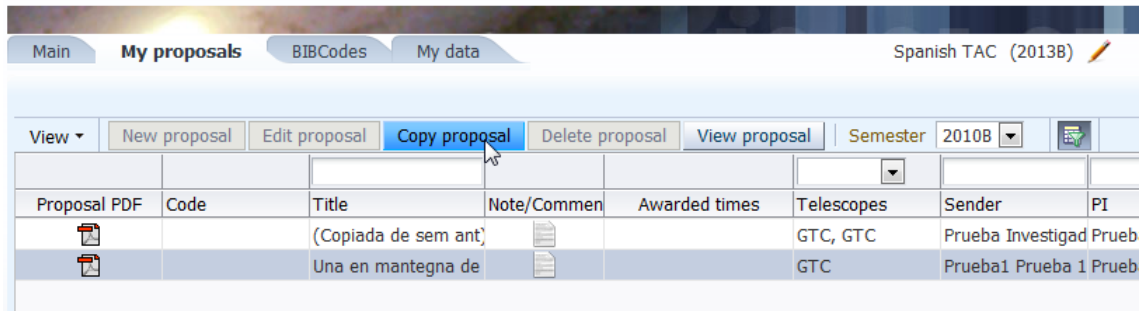 Main My proposals BIBCodes My data Spanish TAC (2013B)
View New proposal Edit proposal Copy proposal Delete proposal View proposal Semester 2010B
Proposal PDF Code Title Note/Commen Awarded times Telescopes Sender PI
(Copiada de sem ant) GTC, GTC Prueba Investigad Prueb
Una en mantegna de GTC Prueba1 Prueba 1 Prueb